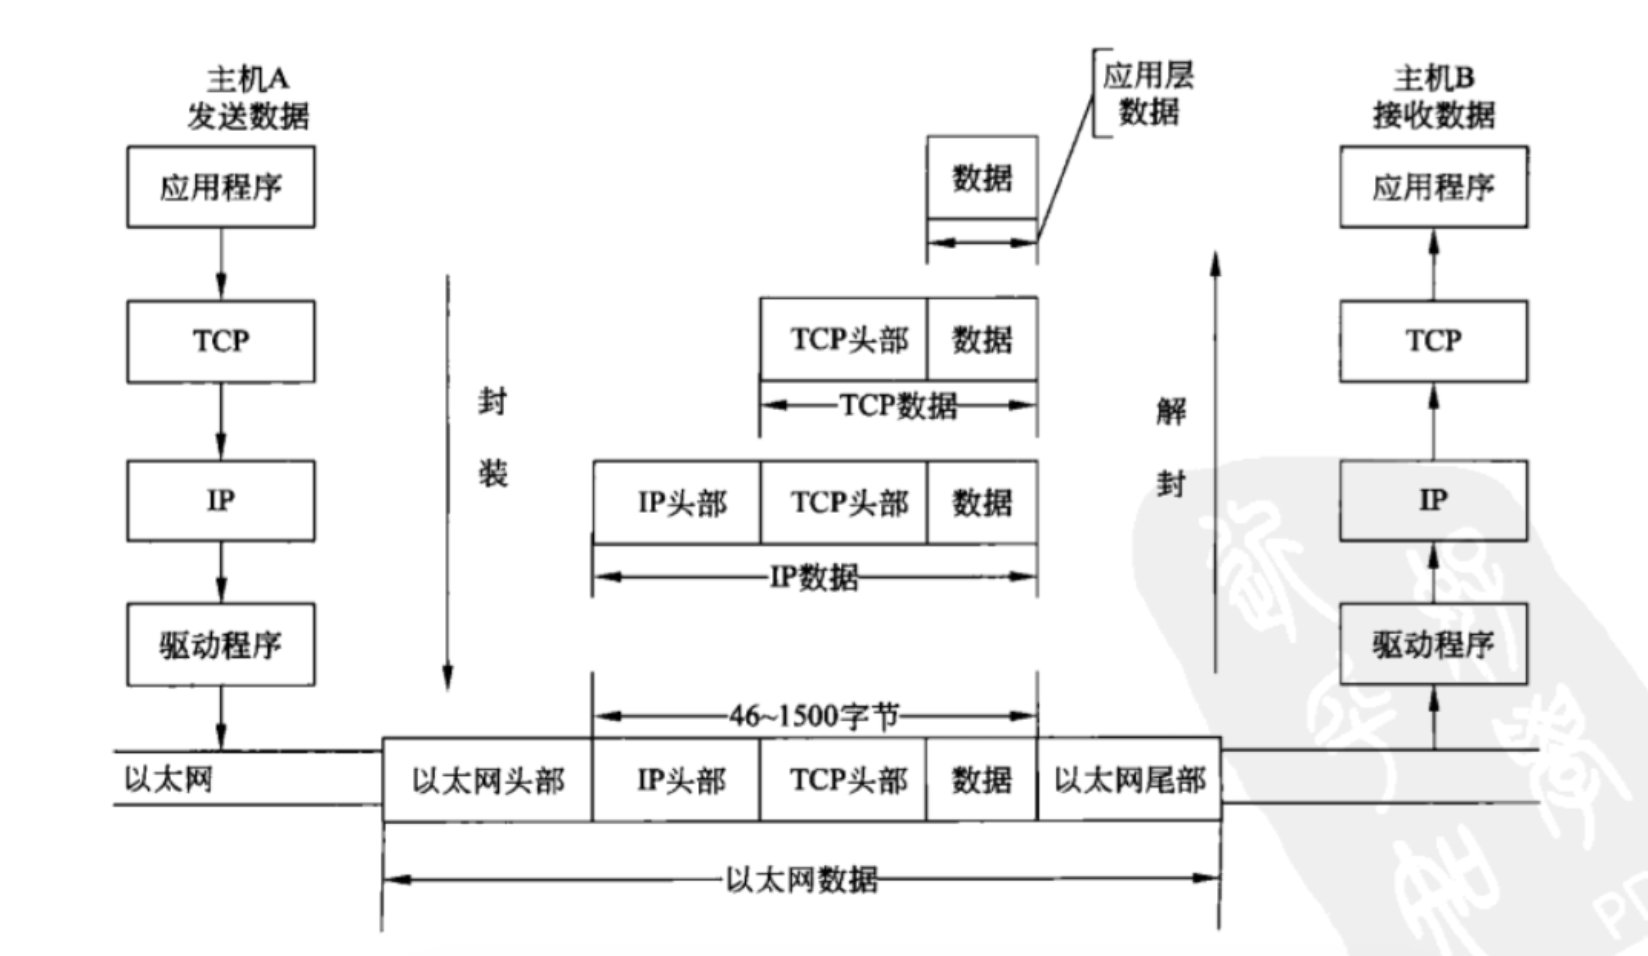 主机A
发送数据
应用层
数据
主机B
接收数据
应用程序
数据
应用程序
TCP
TCP头部 数据
TCP
TCP数据
封
装
解
封
IP
IP头部 TCP头部 数据
IP
IP数据
驱动程序
驱动程序
46~1500字节
以太网
以太网头部 IP头部 TCP头部 数据 以太网尾部
以太网数据
PD